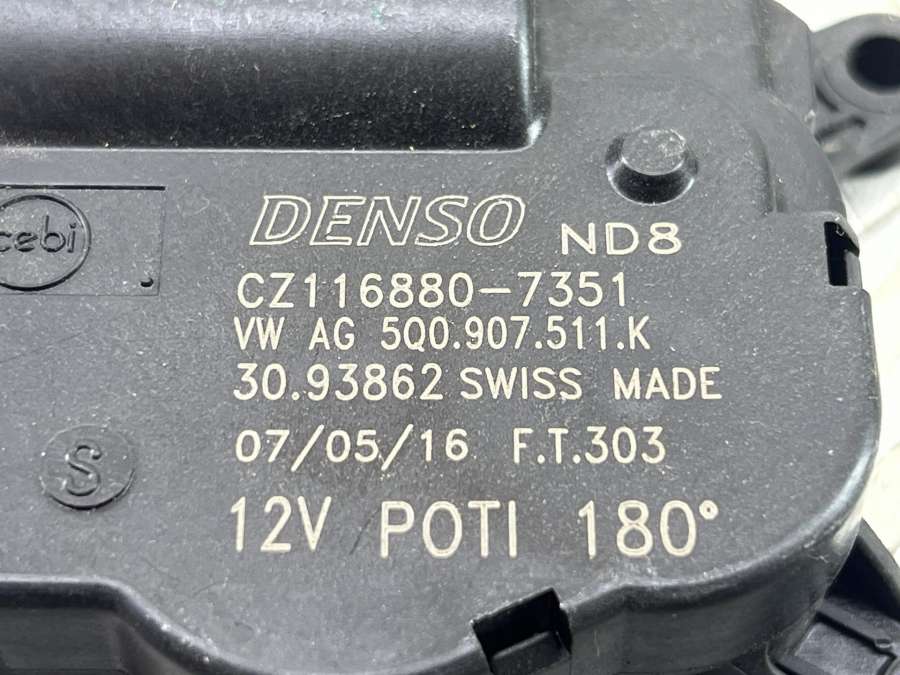 DENSO ND8
cebi
CZ116880-7351
VW AG 5Q0.907.511.K
30.93862 SWISS MADE
S
07/05/16 F.T.303
12V POTI 180°